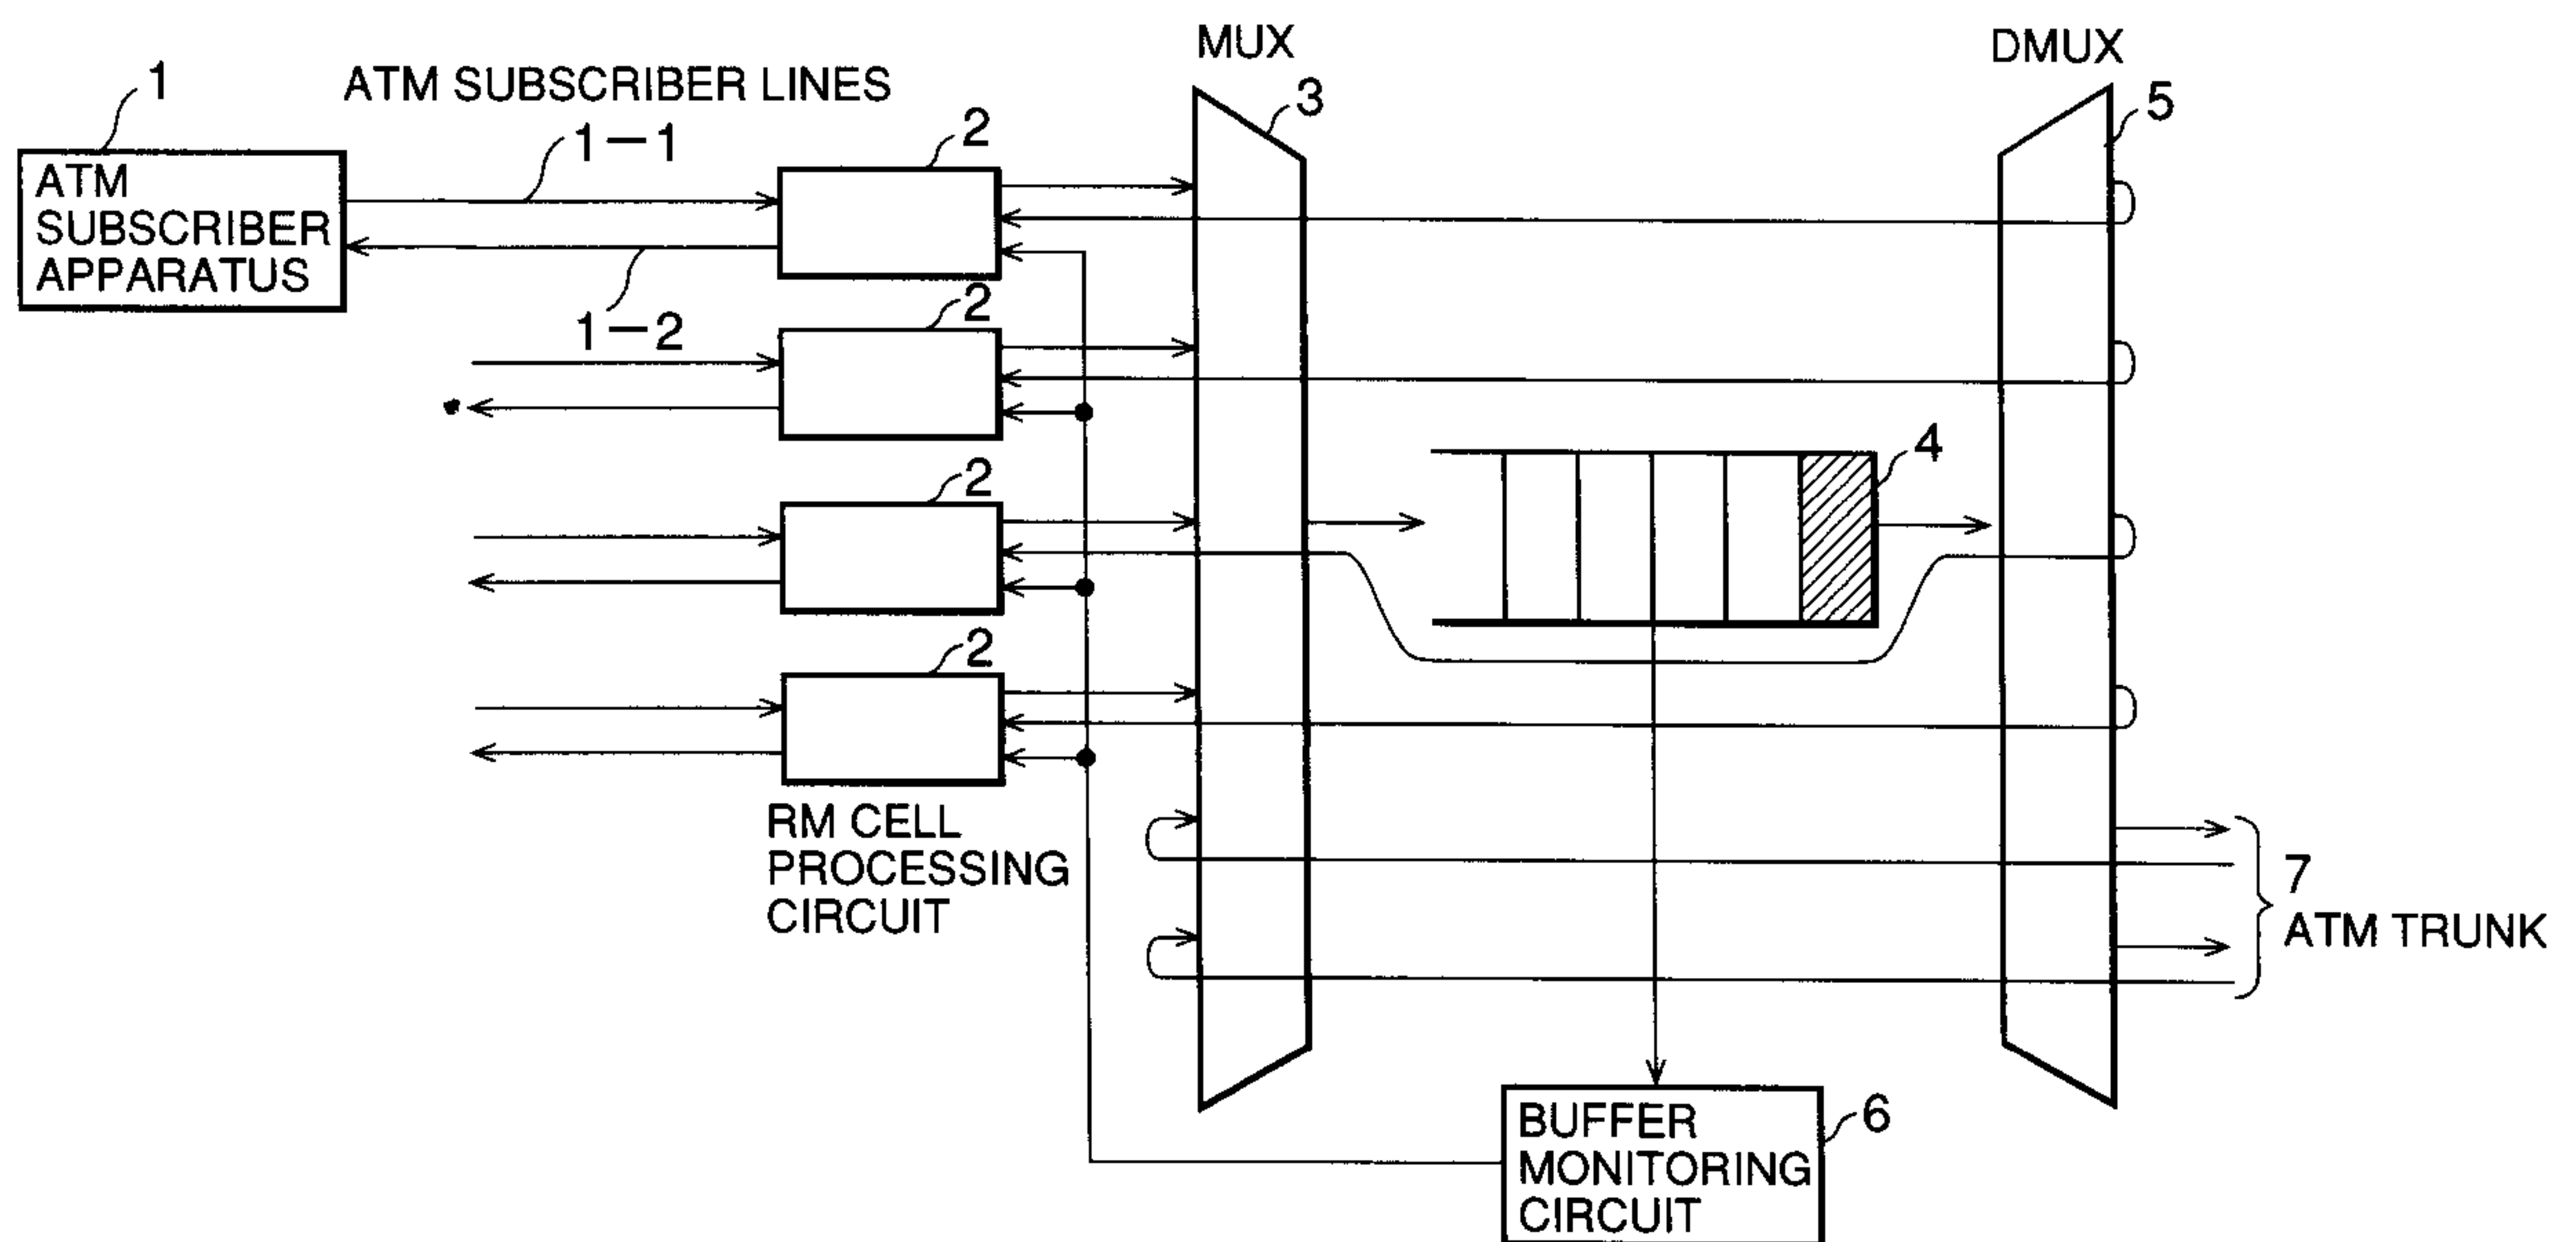 MUX
DMUX
1
ATM SUBSCRIBER LINES
3
5
1-1
2
ATM
SUBSCRIBER
APPARATUS
1-2
2
4
2
2
RM CELL
PROCESSING
CIRCUIT
7
ATM TRUNK
BUFFER
MONITORING
CIRCUIT
6